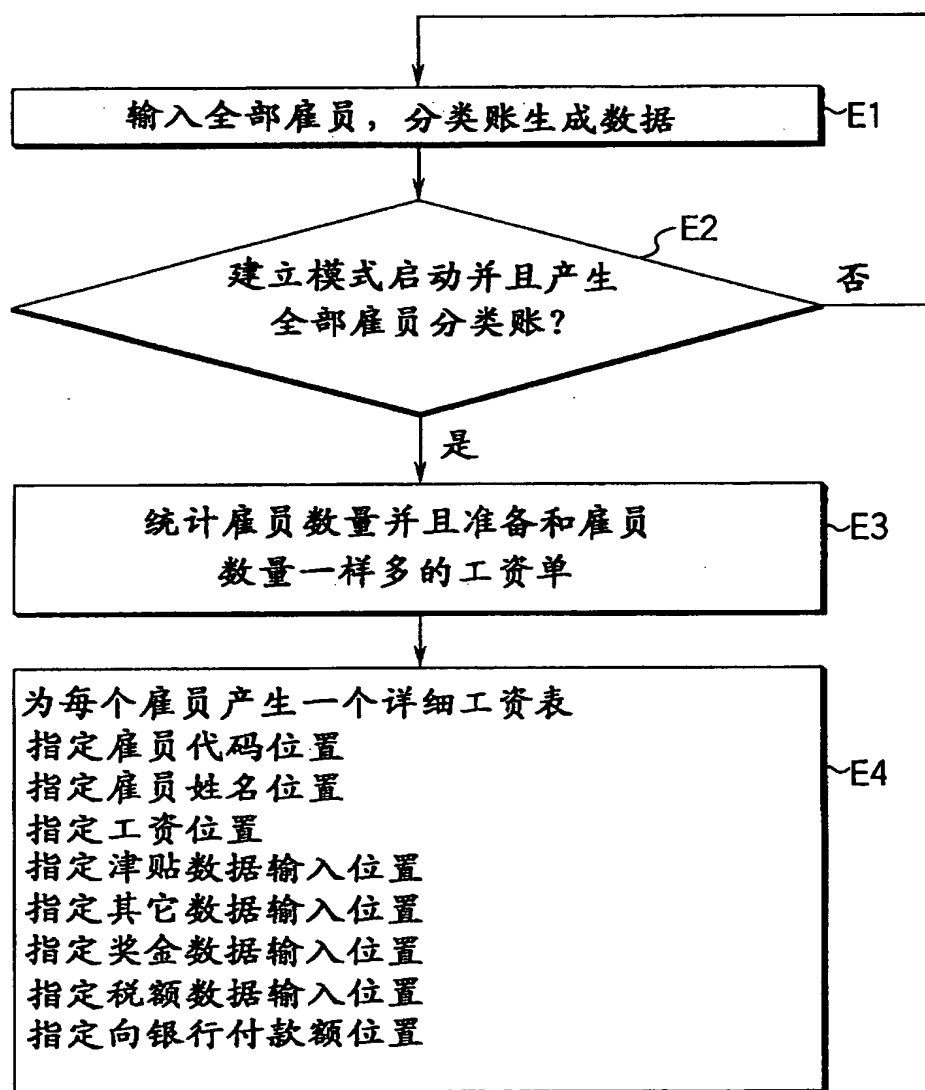 输入全部雇员，分类账生成数据
E1
E2
建立模式启动并且产生
全部雇员分类账？
否
是
统计雇员数量并且准备和雇员
数量一样多的工资单
E3
为每个雇员产生一个详细工资表
指定雇员代码位置
指定雇员姓名位置
指定工资位置
指定津贴数据输入位置
指定其它数据输入位置
指定奖金数据输入位置
指定税额数据输入位置
指定向银行付款额位置
E4